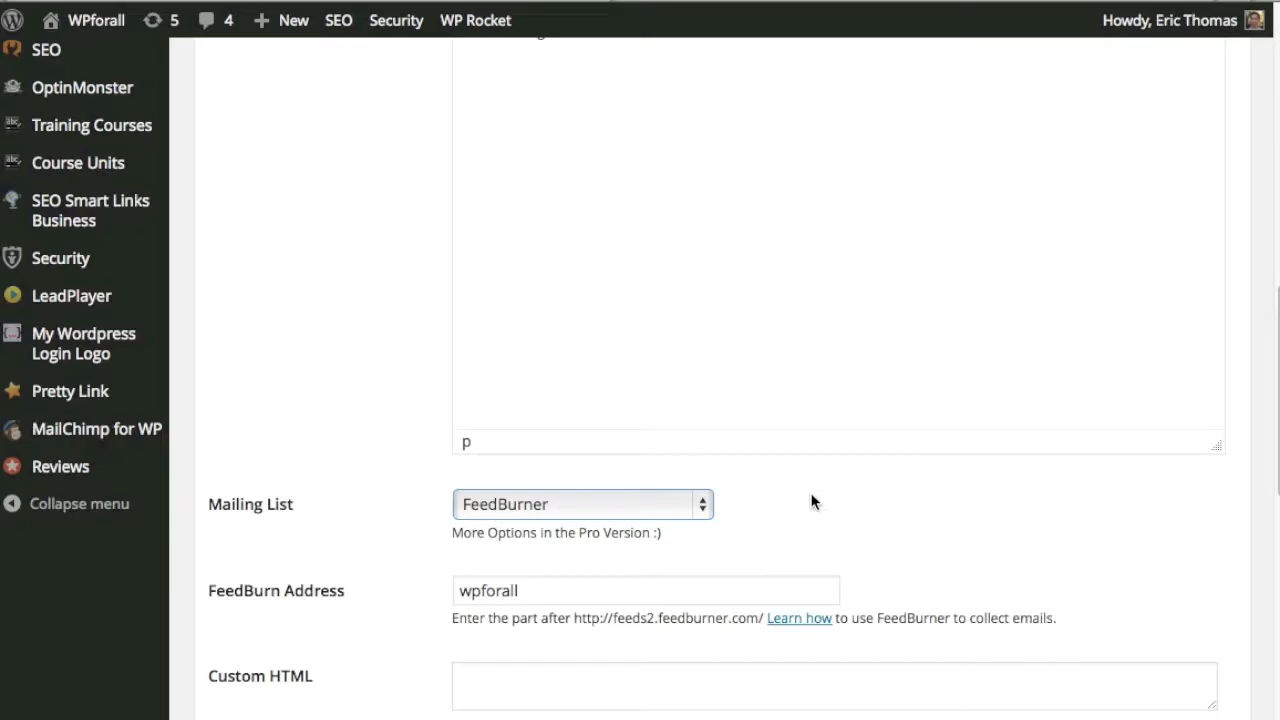 WPforall 5 4 New SEO Security WP Rocket Howdy, Eric Thomas
SEO
OptinMonster
Training Courses
Course Units
SEO Smart Links
Business
Security
LeadPlayer
My Wordpress
Login Logo
Pretty Link
MailChimp for WP
Reviews
Collapse menu
p
Mailing List
FeedBurner
More Options in the Pro Version :)
FeedBurn Address
wpforall
Enter the part after http://feeds2.feedburner.com/ Learn how to use FeedBurner to collect emails.
Custom HTML